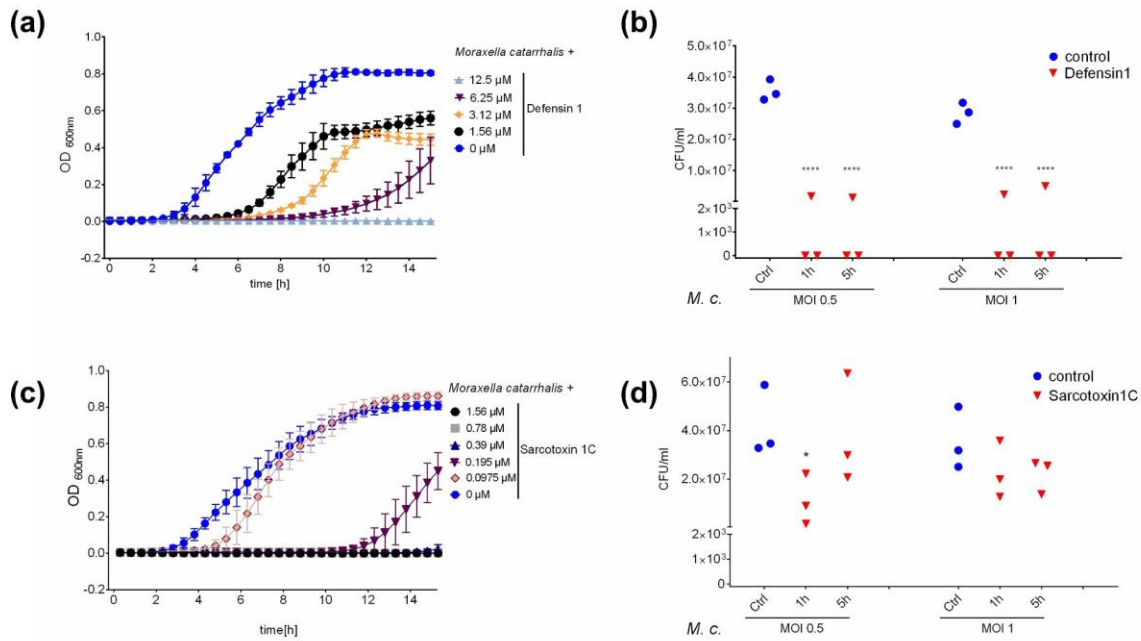 (a)
OD 600nm
1.0
0.8
0.6
0.4
0.2
0.0
-0.2
0 2 4 6 8 10 12 14
time [h]
Moraxella catarrhalis +
12.5 µM
6.25 µM
3.12 µM
1.56 µM
0 µM
Defensin 1
(b)
CFU/ml
5.0×10⁷
4.0×10⁷
3.0×10⁷
2.0×10⁷
1.0×10⁷
2×10³
1×10³
0
control
Defensin1
**** **** **** ****
Ctrl 1h 5h Ctrl 1h 5h
M. c. MOI 0.5 MOI 1
(c)
OD 600nm
1.0
0.8
0.6
0.4
0.2
0.0
-0.2
0 2 4 6 8 10 12 14
time[h]
Moraxella catarrhalis +
1.56 µM
0.78 µM
0.39 µM
0.195 µM
0.0975µM
0 µM
Sarcotoxin 1C
(d)
CFU/ml
6.0×10⁷
4.0×10⁷
2.0×10⁷
2×10³
1×10³
0
control
Sarcotoxin1C
*
Ctrl 1h 5h Ctrl 1h 5h
M. c. MOI 0.5 MOI 1